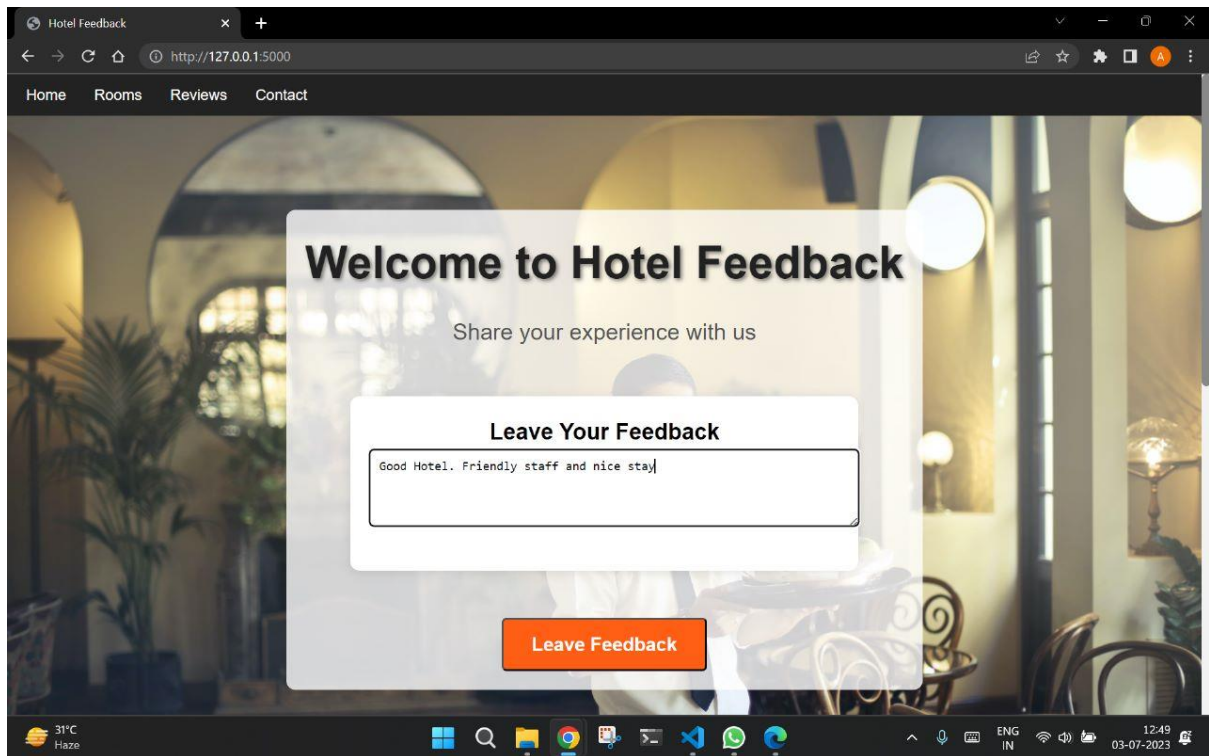 Hotel Feedback
http://127.0.0.1:5000
A
Home Rooms Reviews Contact
Welcome to Hotel Feedback
Share your experience with us
Leave Your Feedback
Good Hotel. Friendly staff and nice stay
Leave Feedback
31°C
Haze
ENG
IN
12:49
03-07-2023